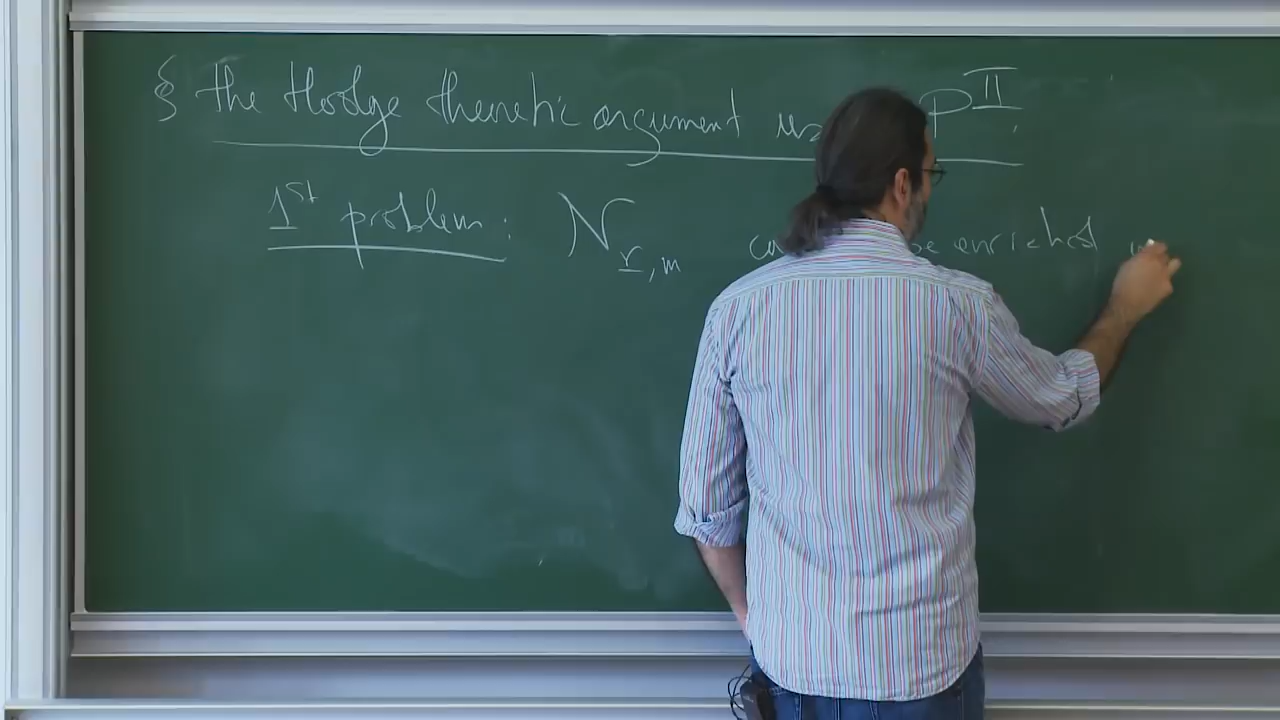 § the Hodge theoretic argument P^II.
1st problem: N_{r,m} be enriched